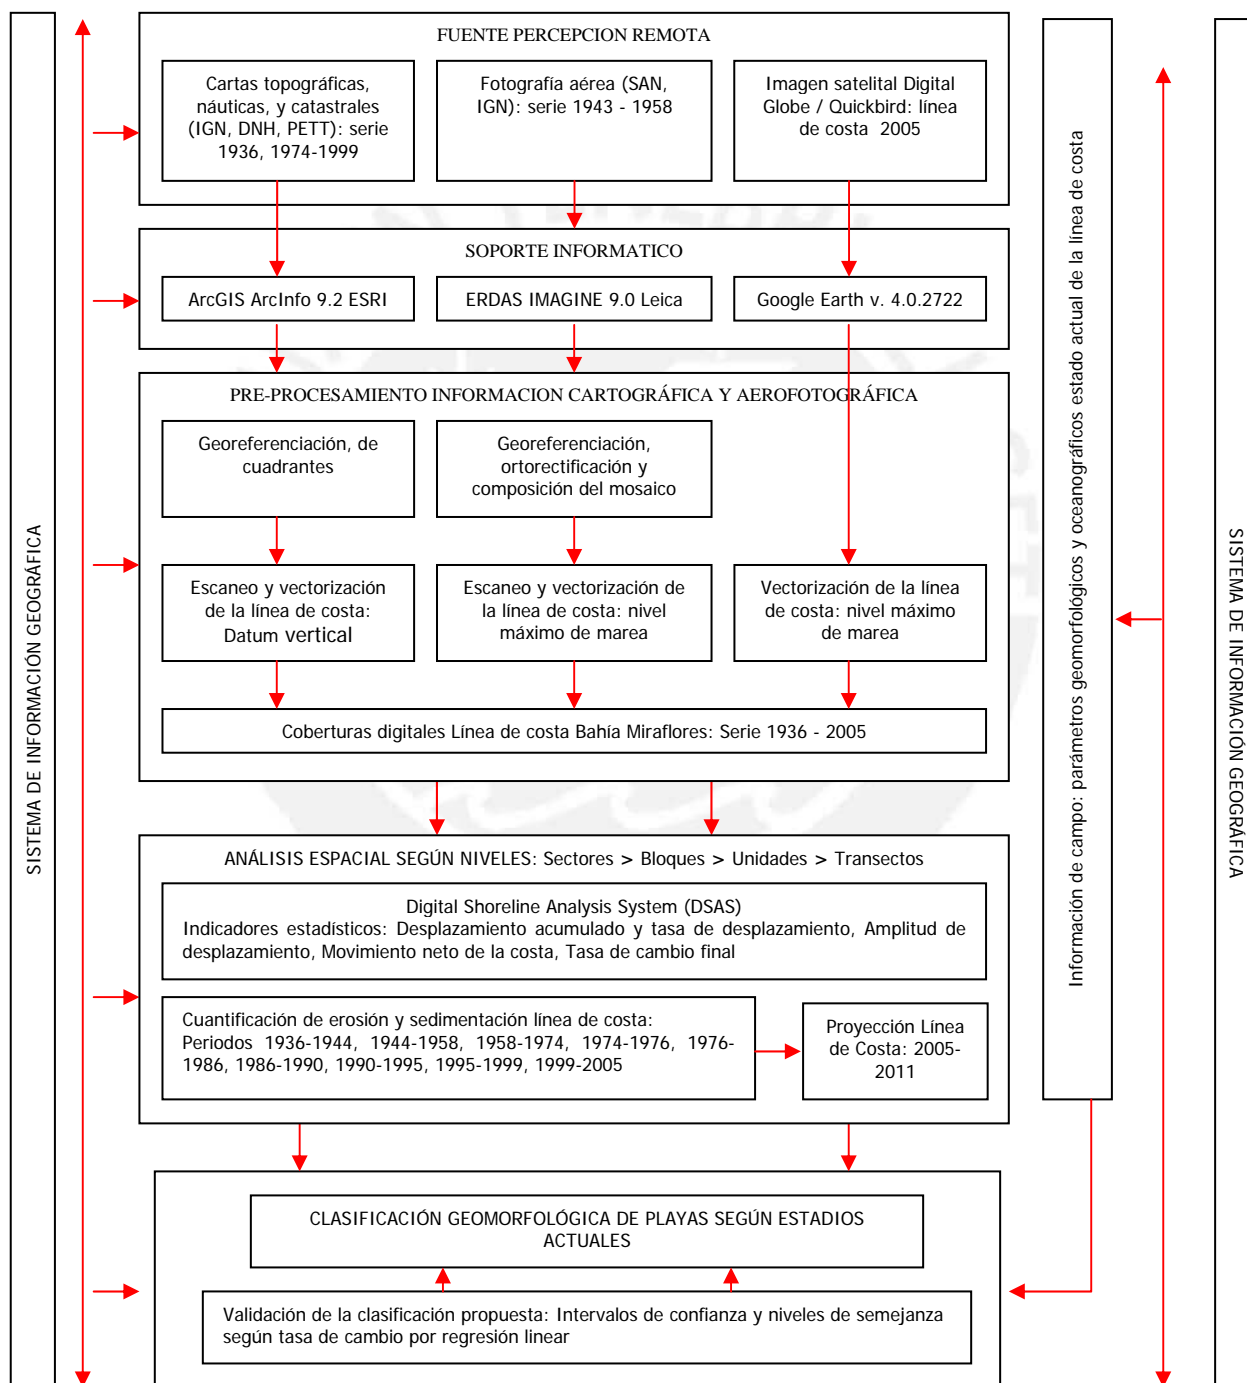 SISTEMA DE INFORMACIÓN GEOGRÁFICA
FUENTE PERCEPCION REMOTA
Cartas topográficas,
náuticas, y catastrales
(IGN, DNH, PETT): serie
1936, 1974-1999
Fotografía aérea (SAN,
IGN): serie 1943 - 1958
Imagen satelital Digital
Globe / Quickbird: línea
de costa 2005
SOPORTE INFORMATICO
ArcGIS ArcInfo 9.2 ESRI
ERDAS IMAGINE 9.0 Leica
Google Earth v. 4.0.2722
PRE-PROCESAMIENTO INFORMACION CARTOGRÁFICA Y AEROFOTOGRÁFICA
Georeferenciación, de
cuadrantes
Georeferenciación,
ortorectificación y
composición del mosaico
Escaneo y vectorización
de la línea de costa:
Datum vertical
Escaneo y vectorización de
la línea de costa: nivel
máximo de marea
Vectorización de la línea
de costa: nivel máximo
de marea
Coberturas digitales Línea de costa Bahía Miraflores: Serie 1936 - 2005
ANÁLISIS ESPACIAL SEGÚN NIVELES: Sectores > Bloques > Unidades > Transectos
Digital Shoreline Analysis System (DSAS)
Indicadores estadísticos: Desplazamiento acumulado y tasa de desplazamiento, Amplitud de
desplazamiento, Movimiento neto de la costa, Tasa de cambio final
Cuantificación de erosión y sedimentación línea de costa:
Periodos 1936-1944, 1944-1958, 1958-1974, 1974-1976, 1976-
1986, 1986-1990, 1990-1995, 1995-1999, 1999-2005
Proyección Línea
de Costa: 2005-
2011
CLASIFICACIÓN GEOMORFOLÓGICA DE PLAYAS SEGÚN ESTADIOS
ACTUALES
Validación de la clasificación propuesta: Intervalos de confianza y niveles de semejanza
según tasa de cambio por regresión linear
Información de campo: parámetros geomorfológicos y oceanográficos estado actual de la línea de costa
SISTEMA DE INFORMACIÓN GEOGRÁFICA